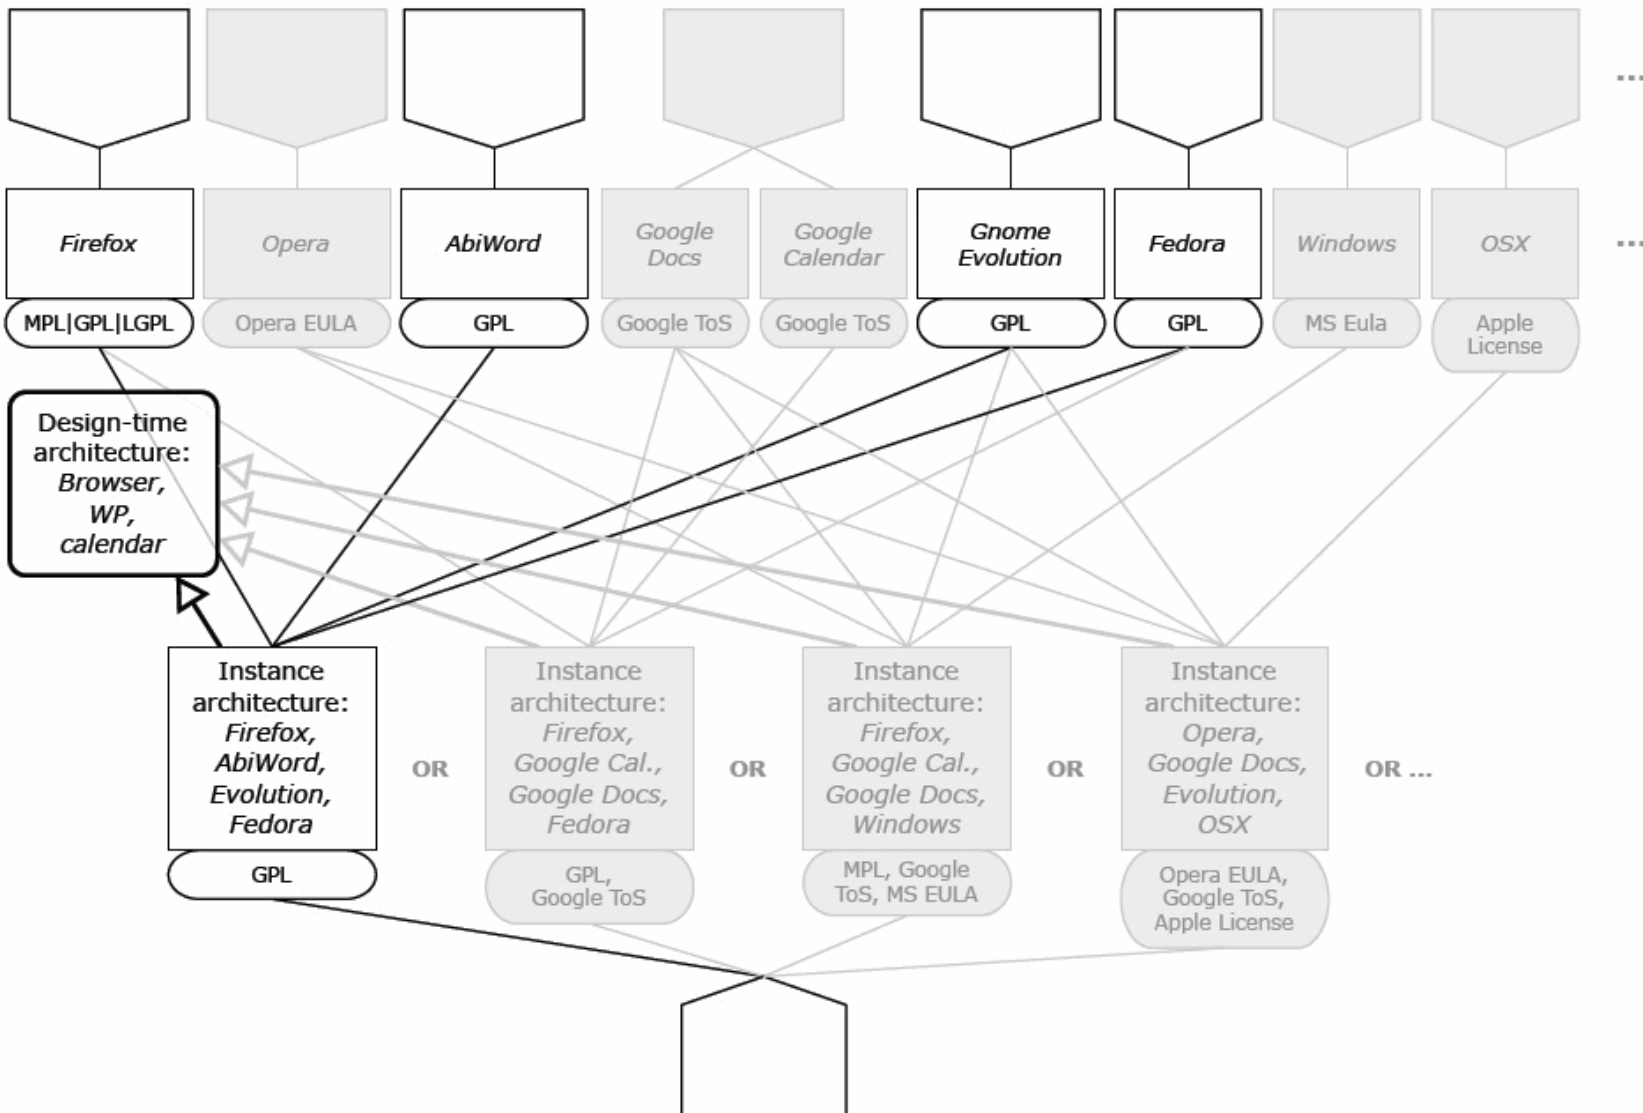 ...
Firefox
Opera
AbiWord
Google
Docs
Google
Calendar
Gnome
Evolution
Fedora
Windows
OSX
...
MPL|GPL|LGPL
Opera EULA
GPL
Google ToS
Google ToS
GPL
GPL
MS Eula
Apple
License
Design-time
architecture:
Browser,
WP,
calendar
Instance
architecture:
Firefox,
AbiWord,
Evolution,
Fedora
GPL
OR
Instance
architecture:
Firefox,
Google Cal.,
Google Docs,
Fedora
GPL,
Google ToS
OR
Instance
architecture:
Firefox,
Google Cal.,
Google Docs,
Windows
MPL, Google
ToS, MS EULA
OR
Instance
architecture:
Opera,
Google Docs,
Evolution,
OSX
Opera EULA,
Google ToS,
Apple License
OR ...